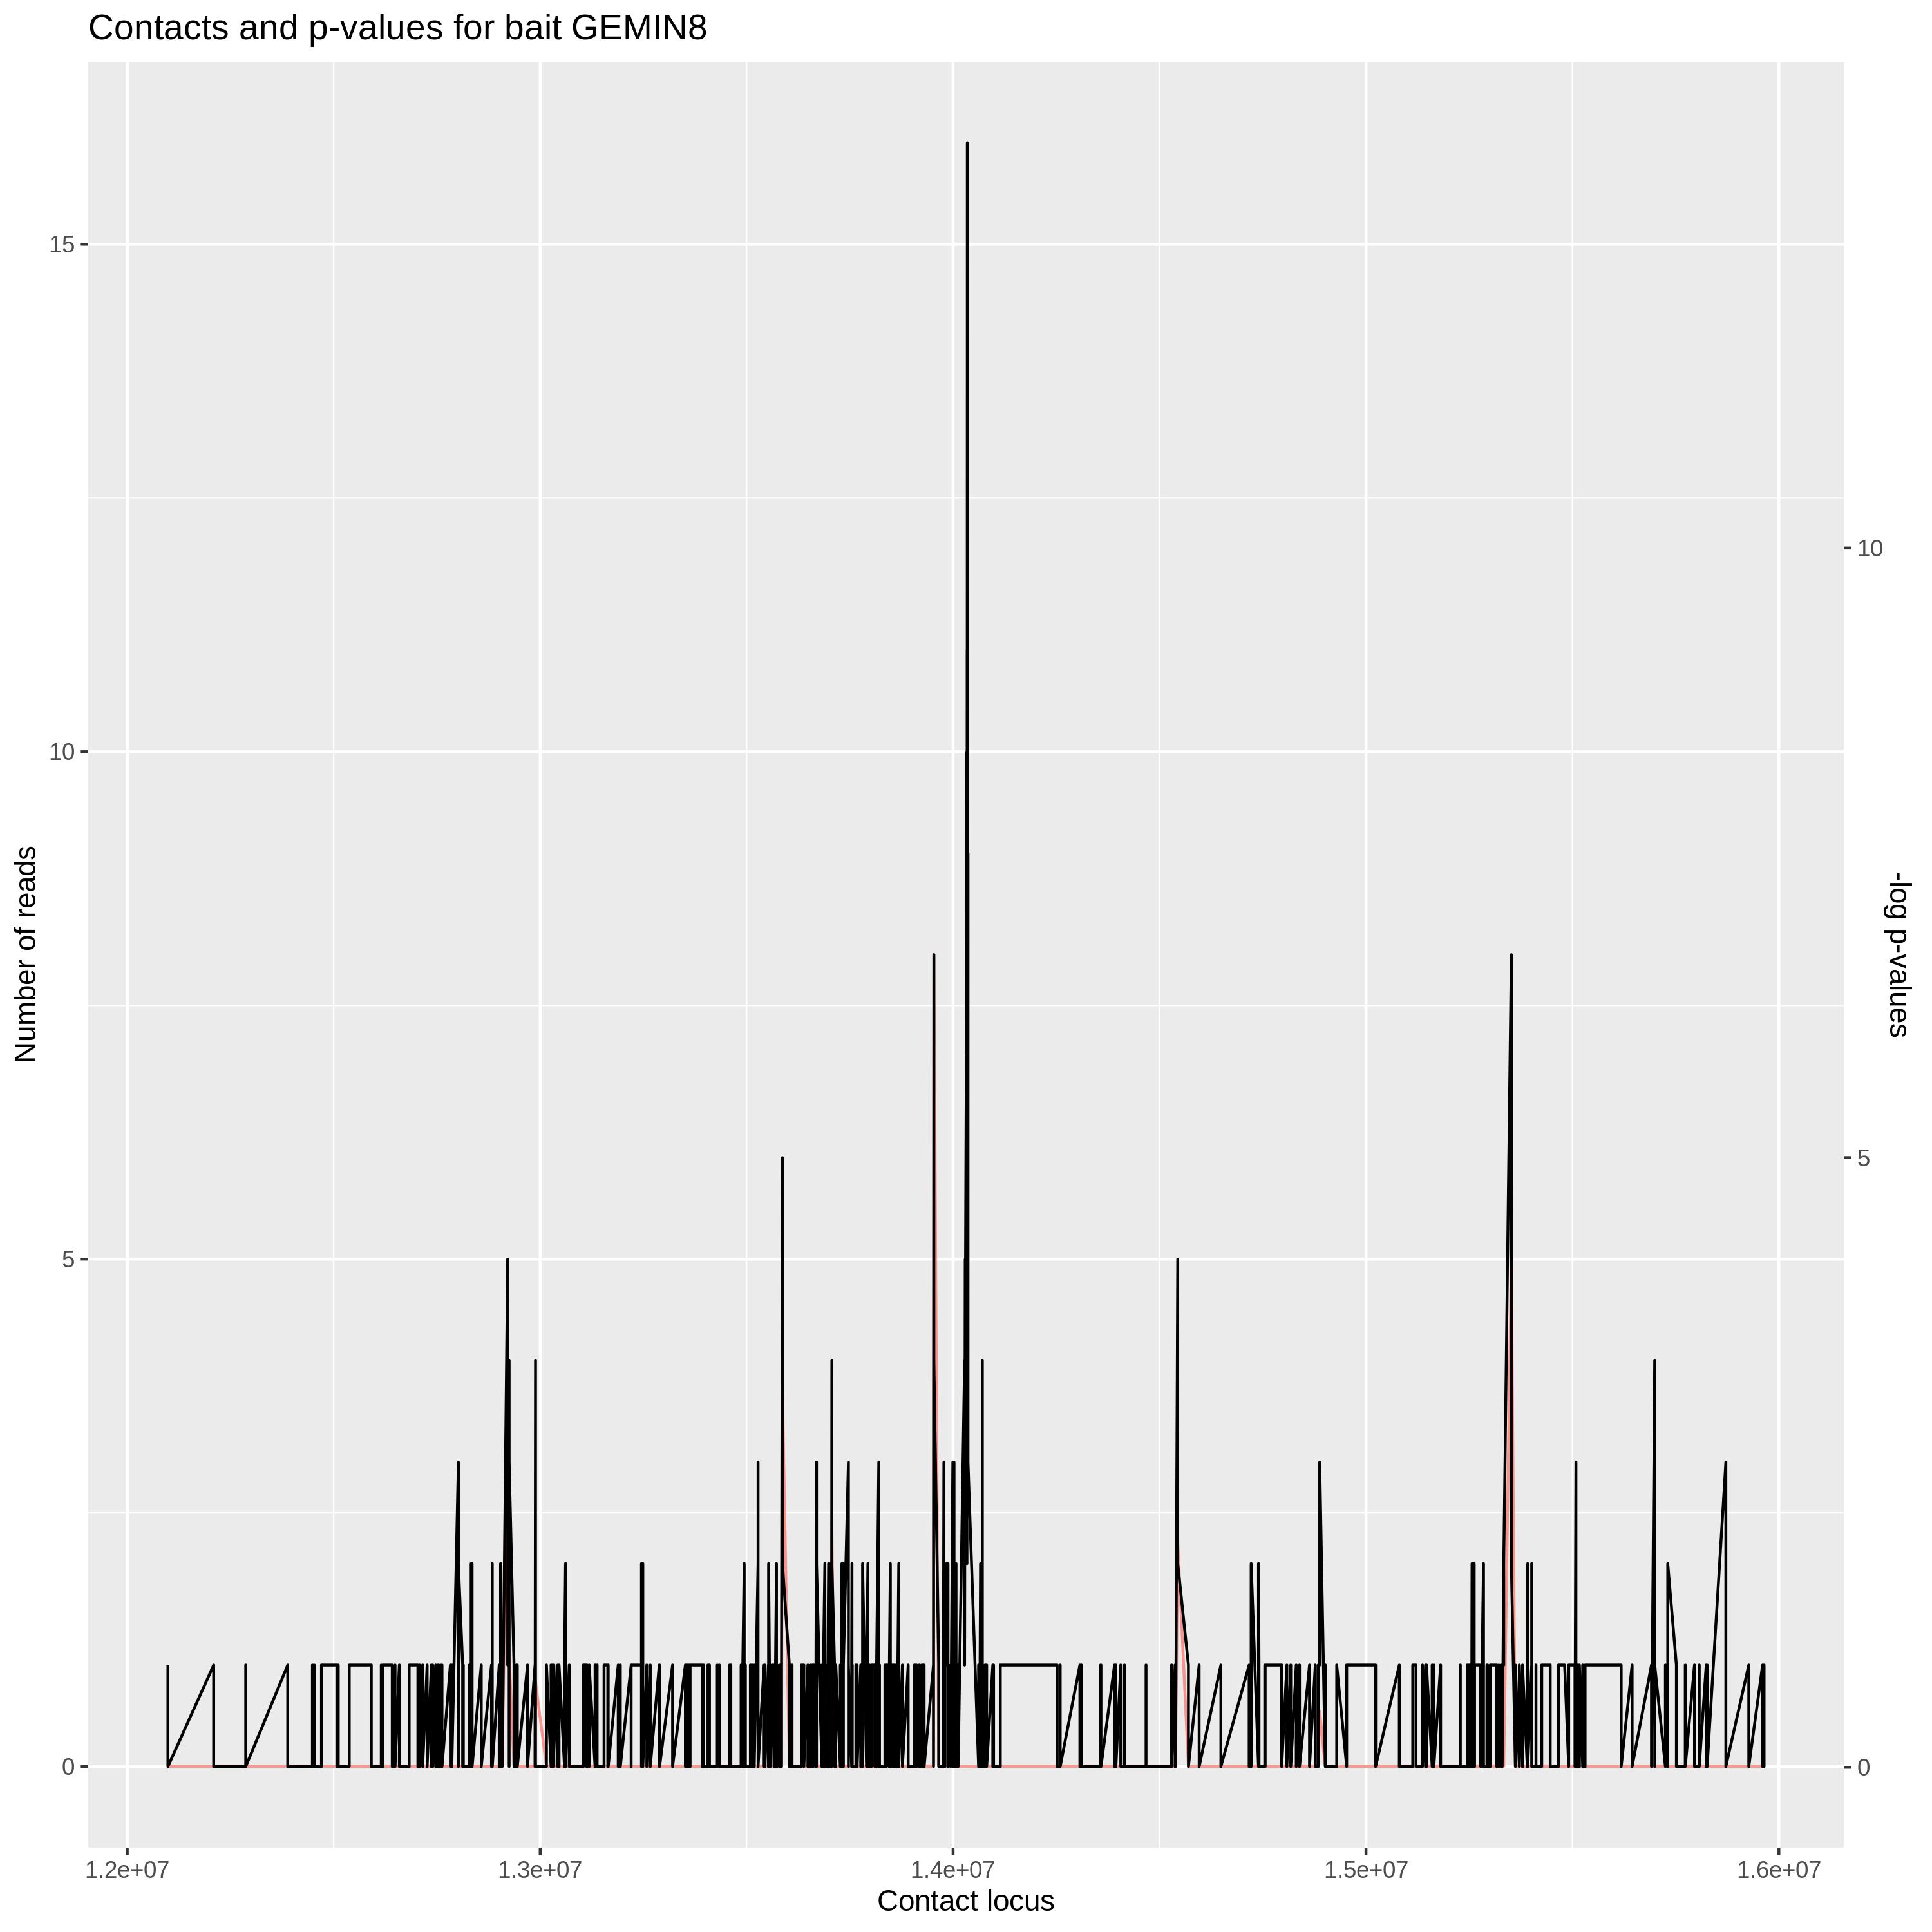 Contacts and p-values for bait GEMIN8
15
10
5
0
Number of reads
10
5
0
-log p-values
1.2e+07
1.3e+07
1.4e+07
1.5e+07
1.6e+07
Contact locus